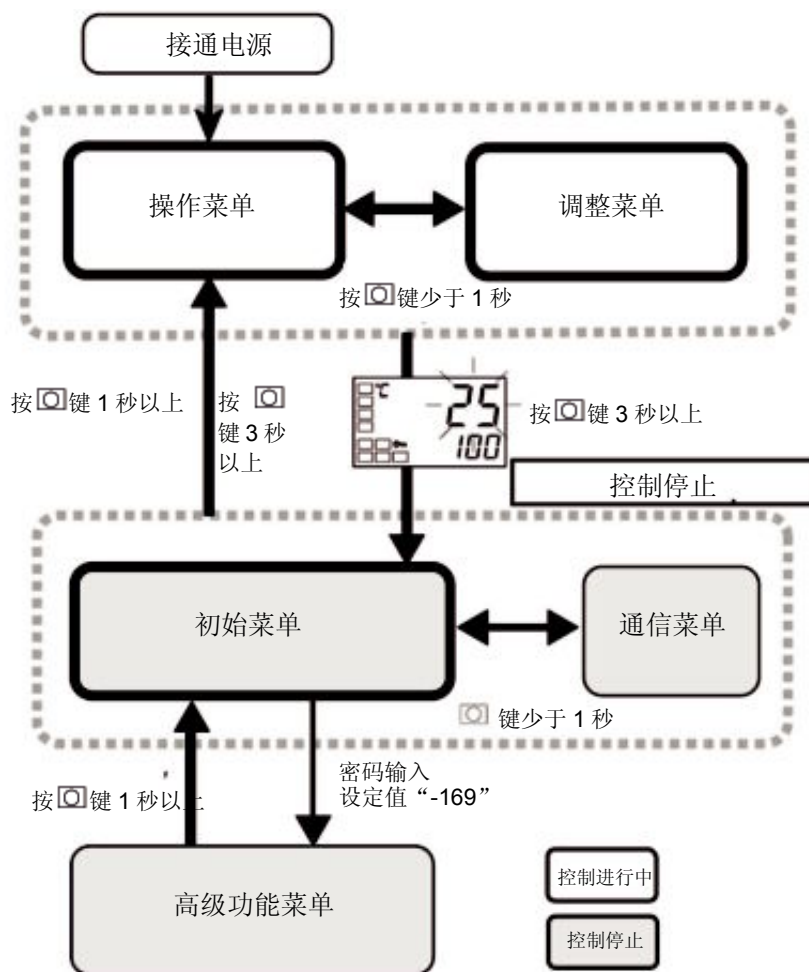 接通电源
操作菜单
调整菜单
按键少于 1 秒
按键 1 秒以上
按
键 3 秒
以上
℃
25
100
按键 3 秒以上
控制停止
初始菜单
通信菜单
键少于 1 秒
按键 1 秒以上
密码输入
设定值“-169”
高级功能菜单
控制进行中
控制停止